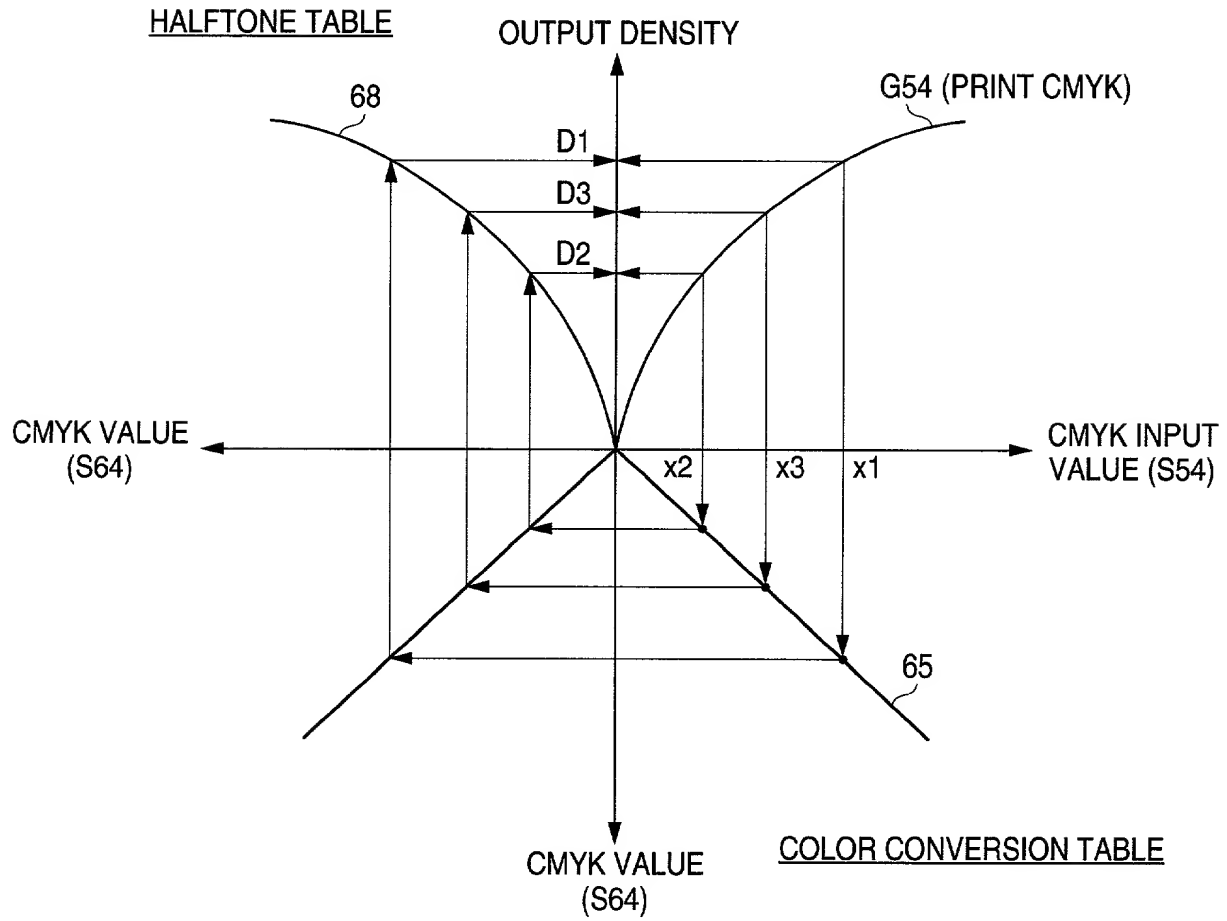 HALFTONE TABLE
OUTPUT DENSITY
68
G54 (PRINT CMYK)
D1
D3
D2
CMYK VALUE
(S64)
x2
x3
x1
CMYK INPUT
VALUE (S54)
65
CMYK VALUE
(S64)
COLOR CONVERSION TABLE